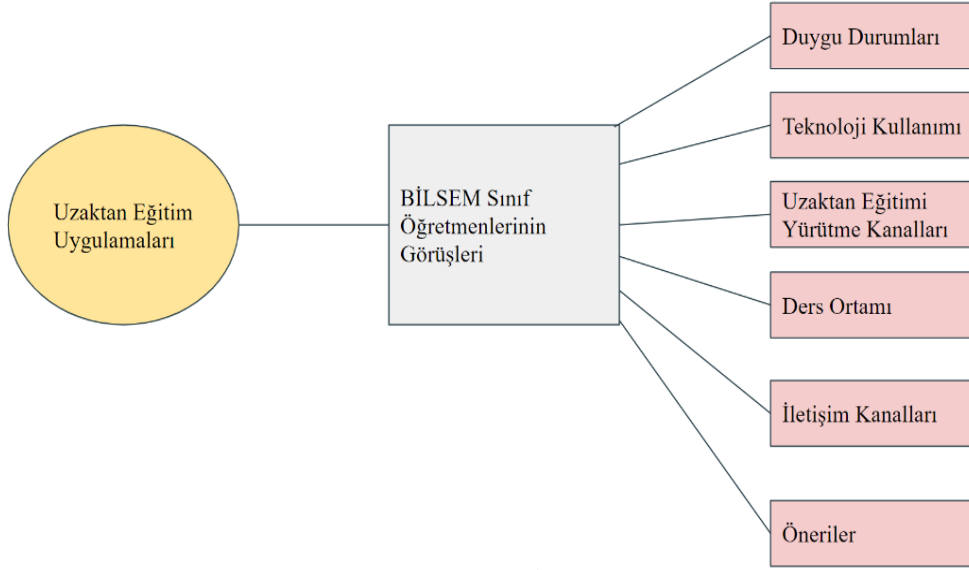 Uzaktan Eğitim
Uygulamaları
BİLSEM Sınıf
Öğretmenlerinin
Görüşleri
Duygu Durumları
Teknoloji Kullanımı
Uzaktan Eğitimi
Yürütme Kanalları
Ders Ortamı
İletişim Kanalları
Öneriler